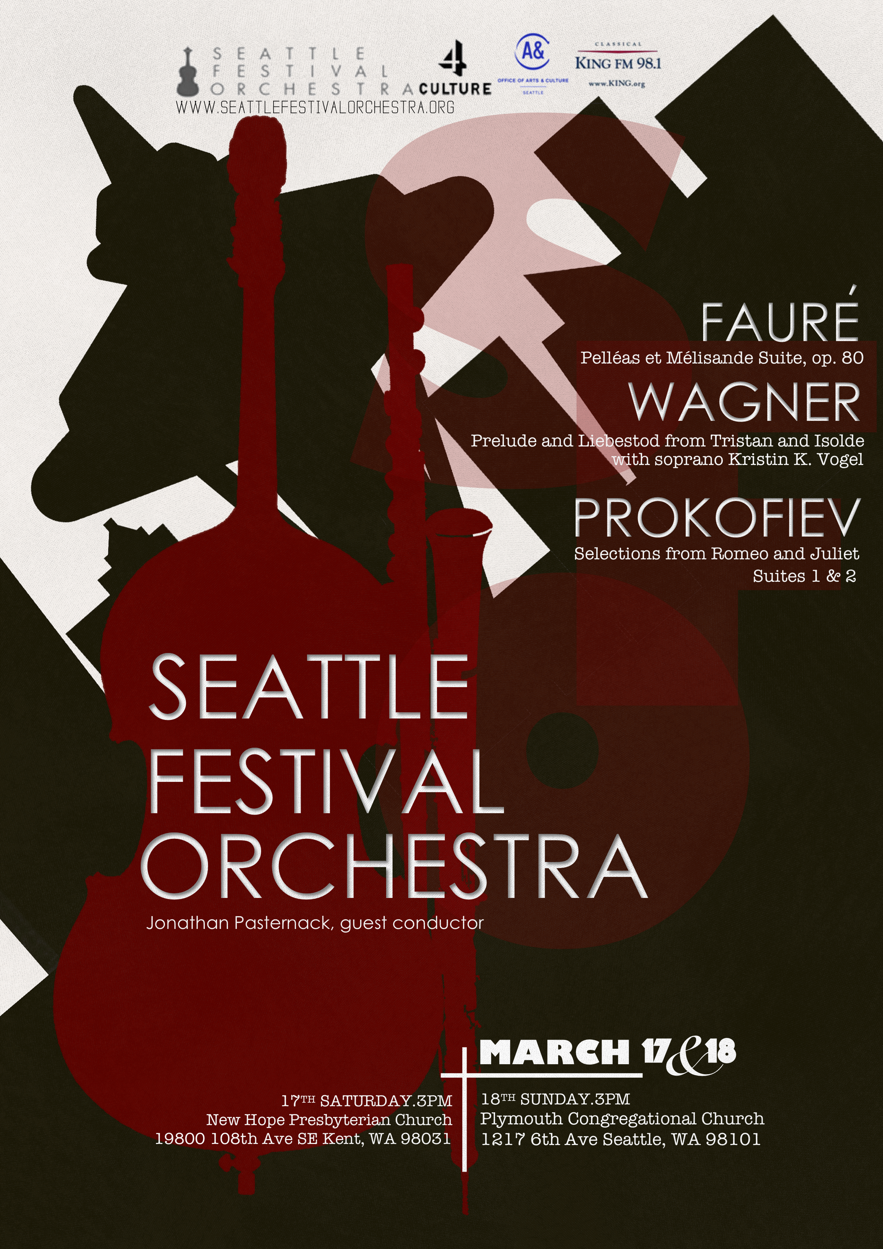 SEATTLE
FESTIVAL
ORCHESTRA
WWW.SEATTLEFESTIVALORCHESTRA.ORG
4
CULTURE
A&C
OFFICE OF ARTS & CULTURE
SEATTLE
CLASSICAL
KING FM 98.1
www.KING.org
FAURÉ
Pelléas et Mélisande Suite, op. 80
WAGNER
Prelude and Liebestod from Tristan and Isolde
with soprano Kristin K. Vogel
PROKOFIEV
Selections from Romeo and Juliet
Suites 1 & 2
SEATTLE
FESTIVAL
ORCHESTRA
Jonathan Pasternack, guest conductor
MARCH 17&18
17TH SATURDAY.3PM
New Hope Presbyterian Church
19800 108th Ave SE Kent, WA 98031
18TH SUNDAY.3PM
Plymouth Congregational Church
1217 6th Ave Seattle, WA 98101